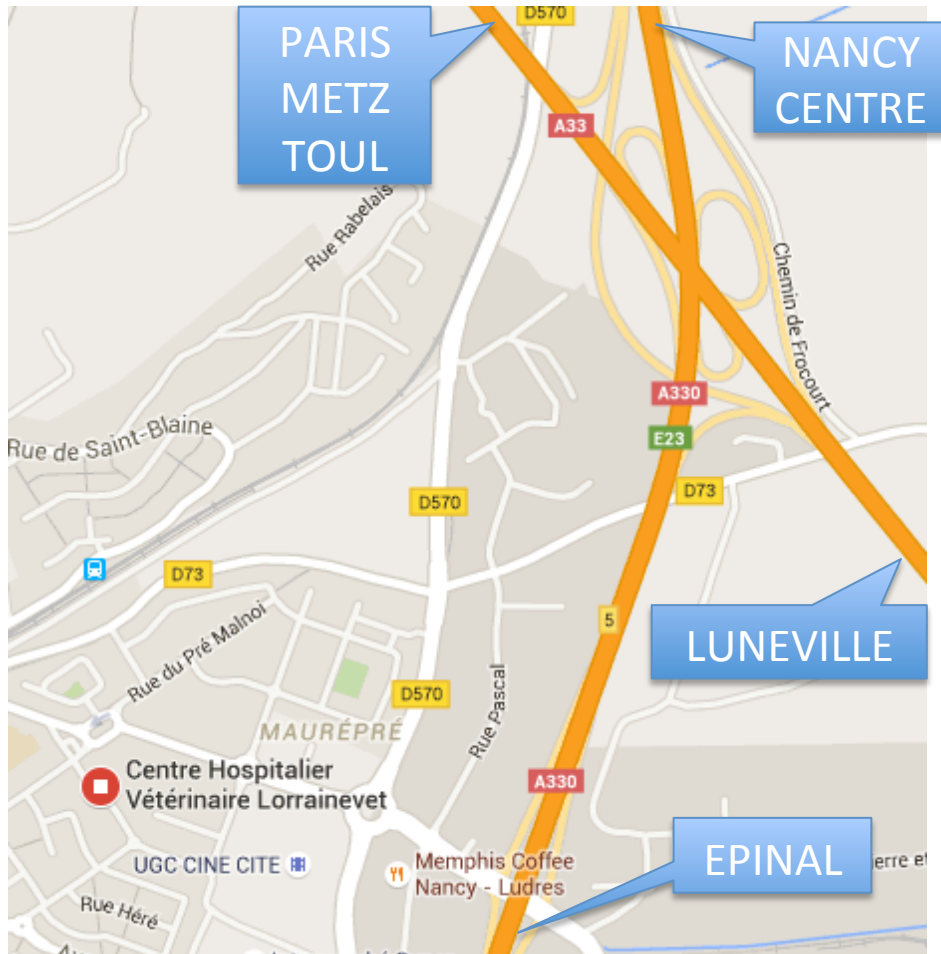 D570
PARIS
METZ
TOUL
NANCY
CENTRE
A33
Rue Rabelais
Chemin de Frocourt
A330
E23
Rue de Saint-Blaine
D73
D570
D73
5
Rue du Pré Malnoi
LUNEVILLE
D570
Rue Pascal
MAURÉPRÉ
Centre Hospitalier
Vétérinaire Lorrainevet
A330
UGC CINE CITE
Memphis Coffee
Nancy - Ludres
EPINAL
Rue Héré